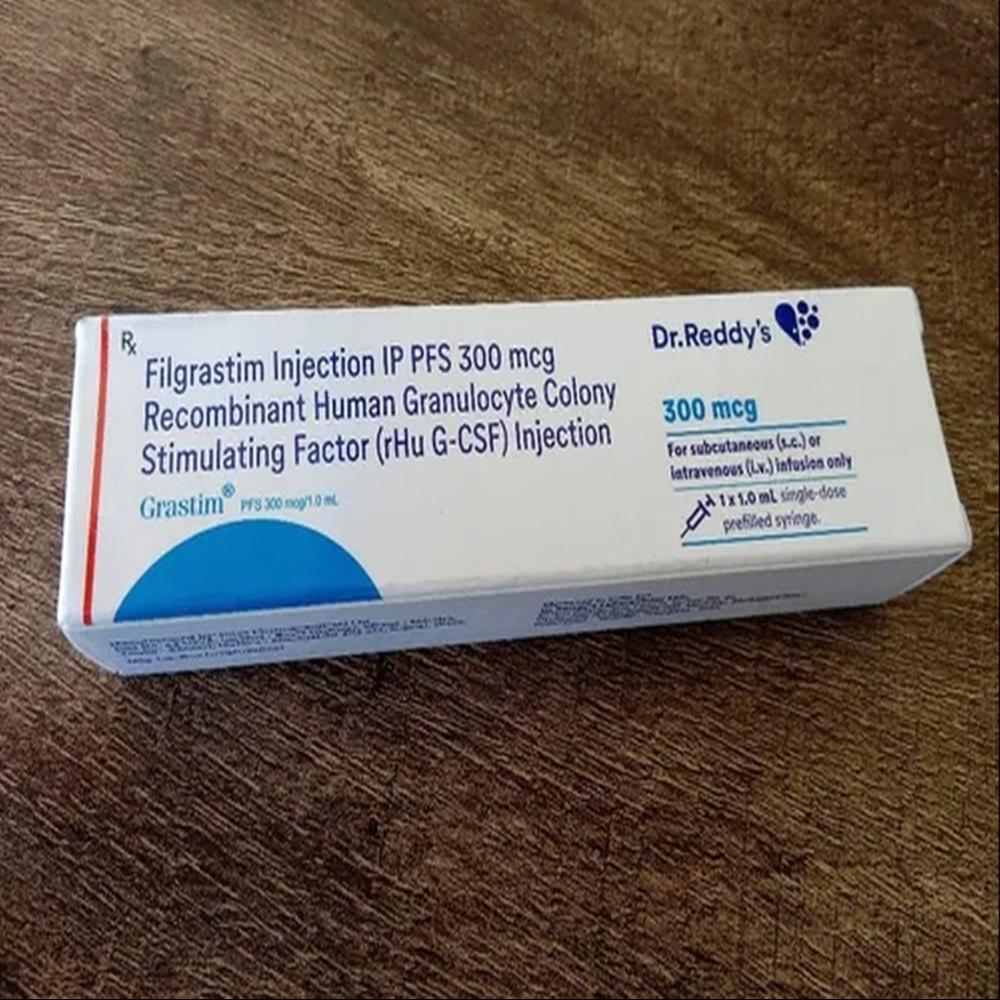 Rx
Filgrastim Injection IP PFS 300 mcg
Recombinant Human Granulocyte Colony
Stimulating Factor (rHu G-CSF) Injection
Grastim® PFS 300 mcg/1.0 mL
Dr.Reddy's
300 mcg
For subcutaneous (s.c.) or
intravenous (i.v.) infusion only
1 x 1.0 mL single-dose
prefilled syringe.